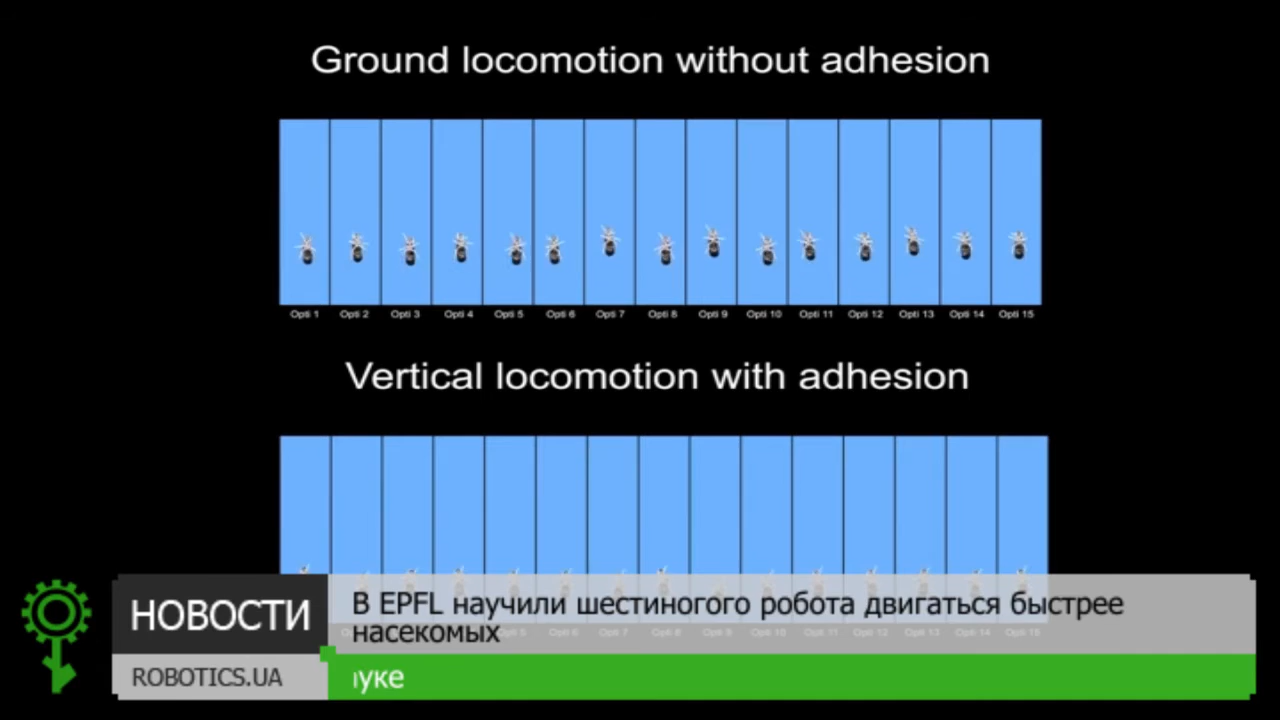 Ground locomotion without adhesion
Opti 1 Opti 2 Opti 3 Opti 4 Opti 5 Opti 6 Opti 7 Opti 8 Opti 9 Opti 10 Opti 11 Opti 12 Opti 13 Opti 14 Opti 15
Vertical locomotion with adhesion
НОВОСТИ
В EPFL научили шестиногого робота двигаться быстрее
насекомых
ROBOTICS.UA
уке